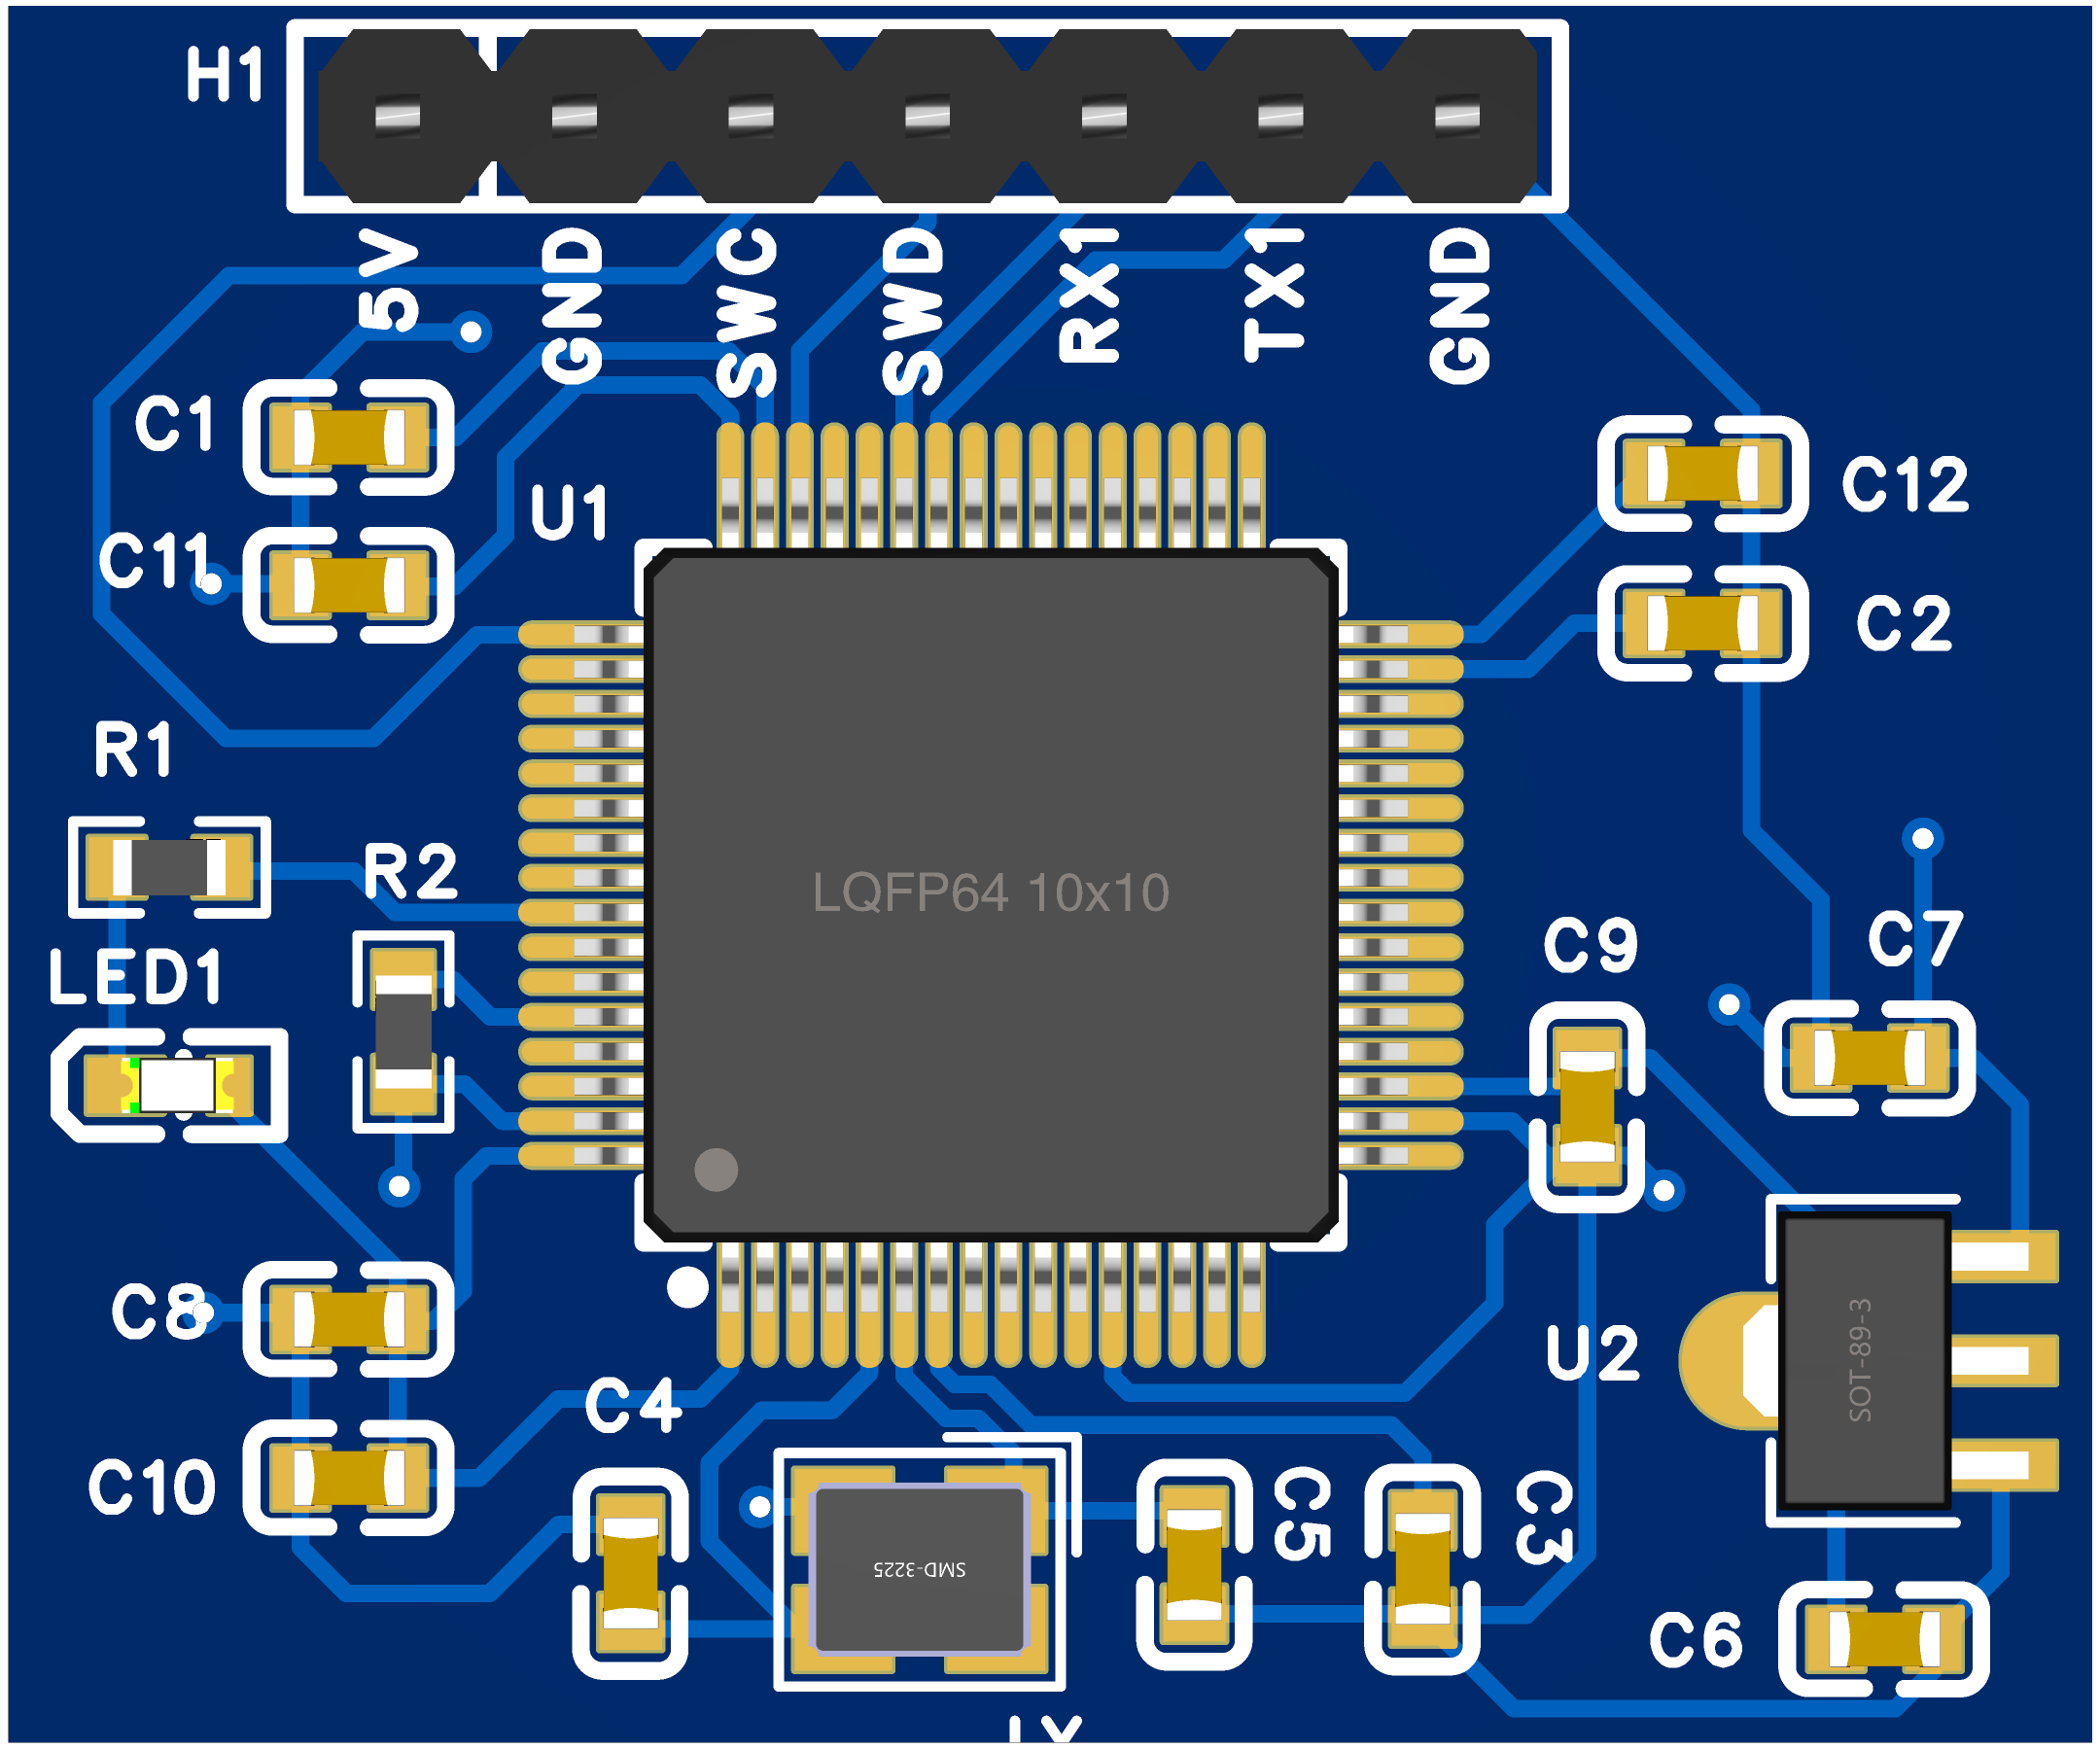 H1
5V
GND
SWC
SWD
RX1
TX1
GND
C1
C12
U1
C11
C2
R1
R2
LQFP64 10x10
C9
C7
LED1
C8
U2
SOT-89-3
C4
C10
C5
C3
SMD-3225
C6